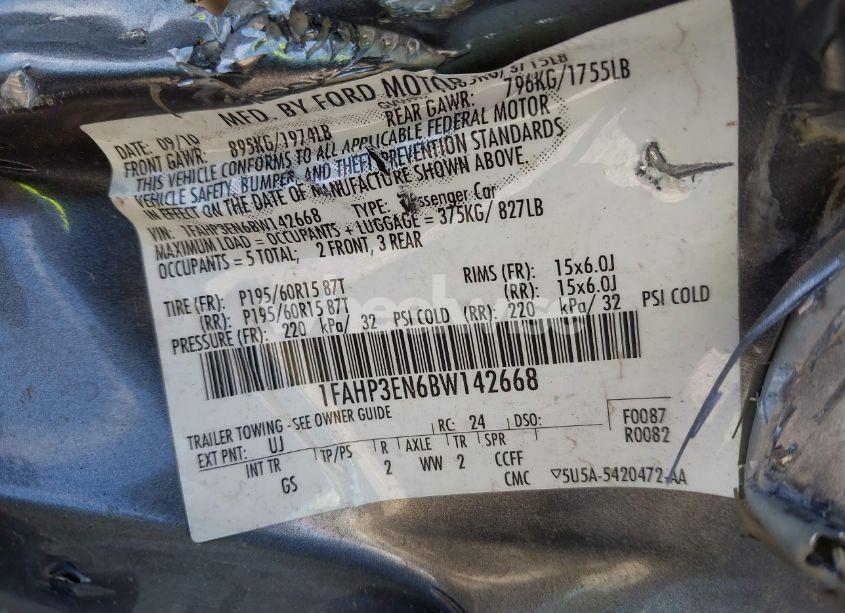 MFD. BY FORD MOTO
DATE: 09/10
3715LB
FRONT GAWR: 895KG/1974LB REAR GAWR: 796KG/1755LB
THIS VEHICLE CONFORMS TO ALL APPLICABLE FEDERAL MOTOR
VEHICLE SAFETY, BUMPER, AND THEFT PREVENTION STANDARDS
IN EFFECT ON THE DATE OF MANUFACTURE SHOWN ABOVE.
VIN: 1FAHP3EN6BW142668 TYPE: Passenger Car
MAXIMUM LOAD = OCCUPANTS + LUGGAGE = 375KG/ 827LB
OCCUPANTS = 5 TOTAL; 2 FRONT, 3 REAR
TIRE (FR): P195/60R15 87T RIMS (FR): 15x6.0J
(RR): P195/60R15 87T (RR): 15x6.0J
PRESSURE (FR): 220 kPa/ 32 PSI COLD (RR): 220 kPa/ 32 PSI COLD
wheelwise
1FAHP3EN6BW142668
TRAILER TOWING - SEE OWNER GUIDE RC: 24 DSO: F0087
EXT PNT: UJ R0082
INT TR TP/PS R AXLE TR SPR
GS 2 WW 2 CCFF
CMC ▽5U5A-5420472-AA